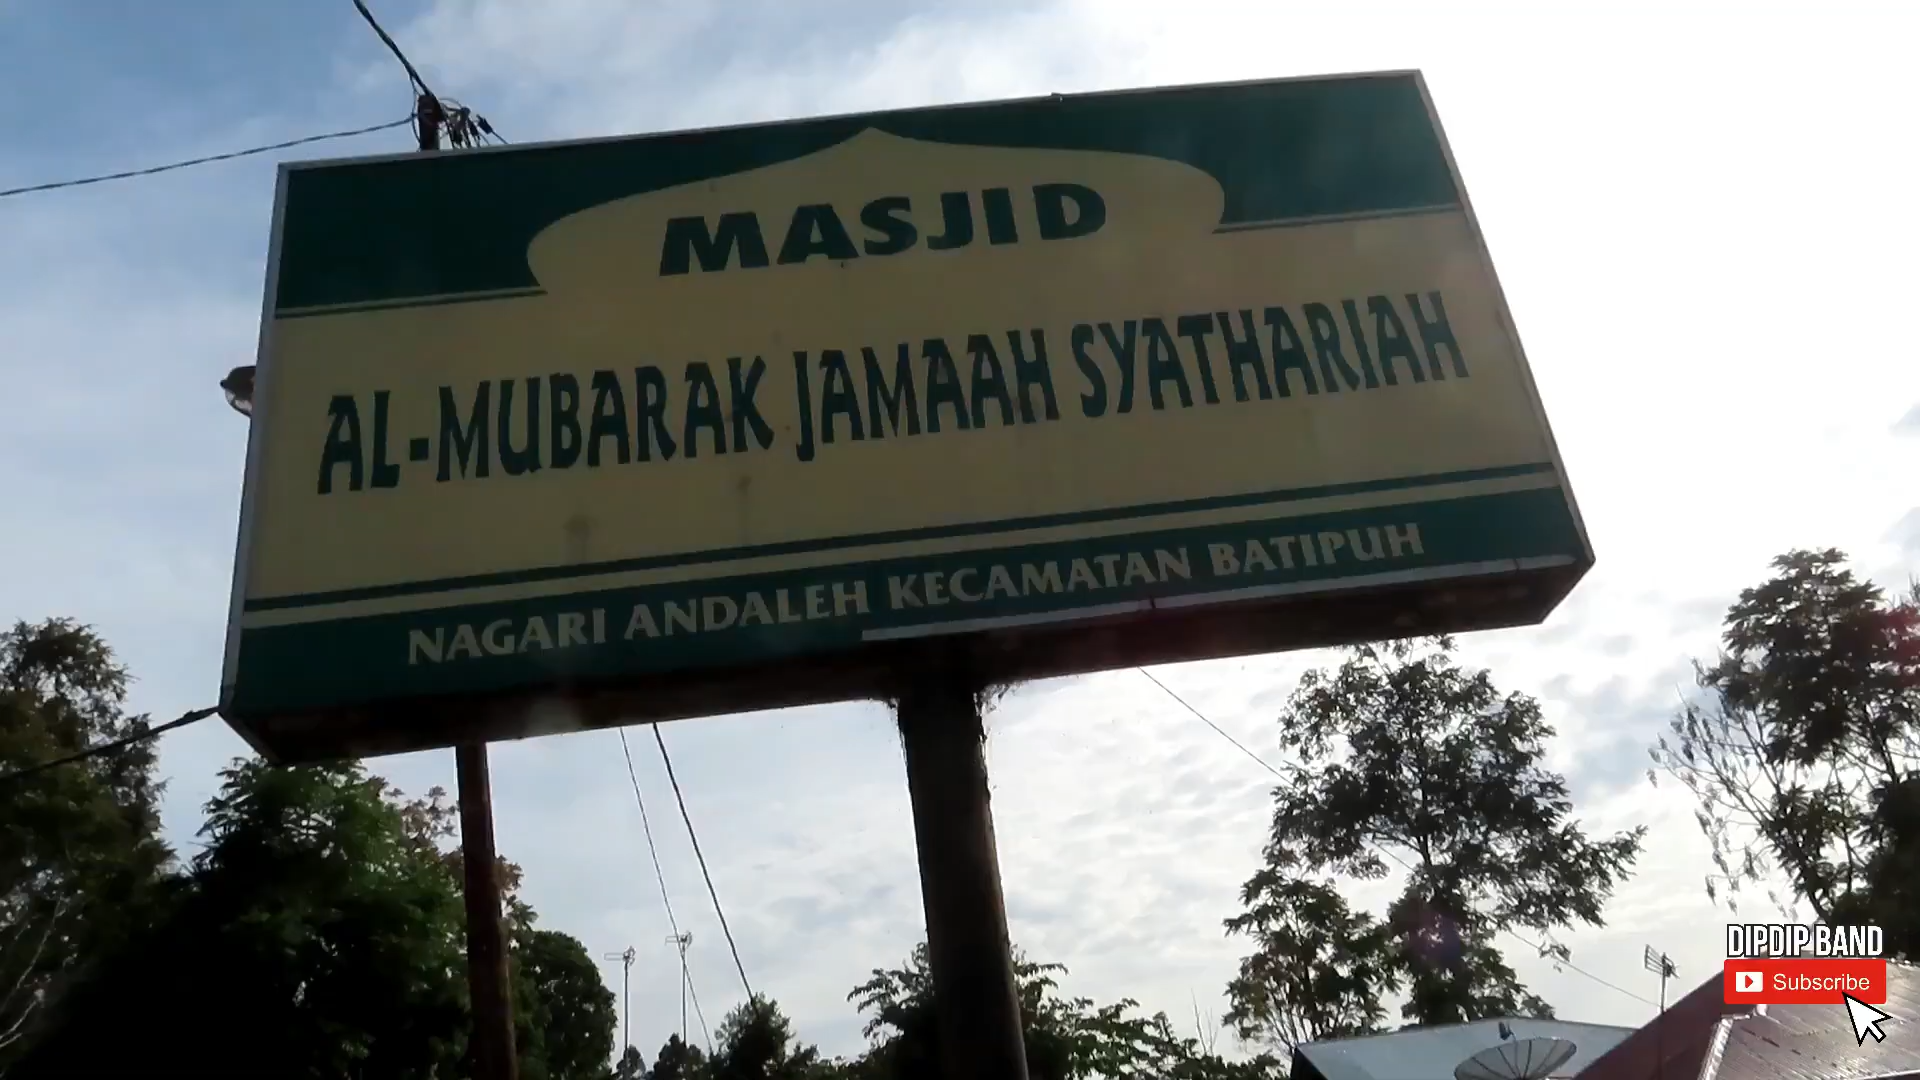 MASJID
AL-MUBARAK JAMAAH SYATHARIAH
NAGARI ANDALEH KECAMATAN BATIPUH
DIPDIP BAND
Subscribe